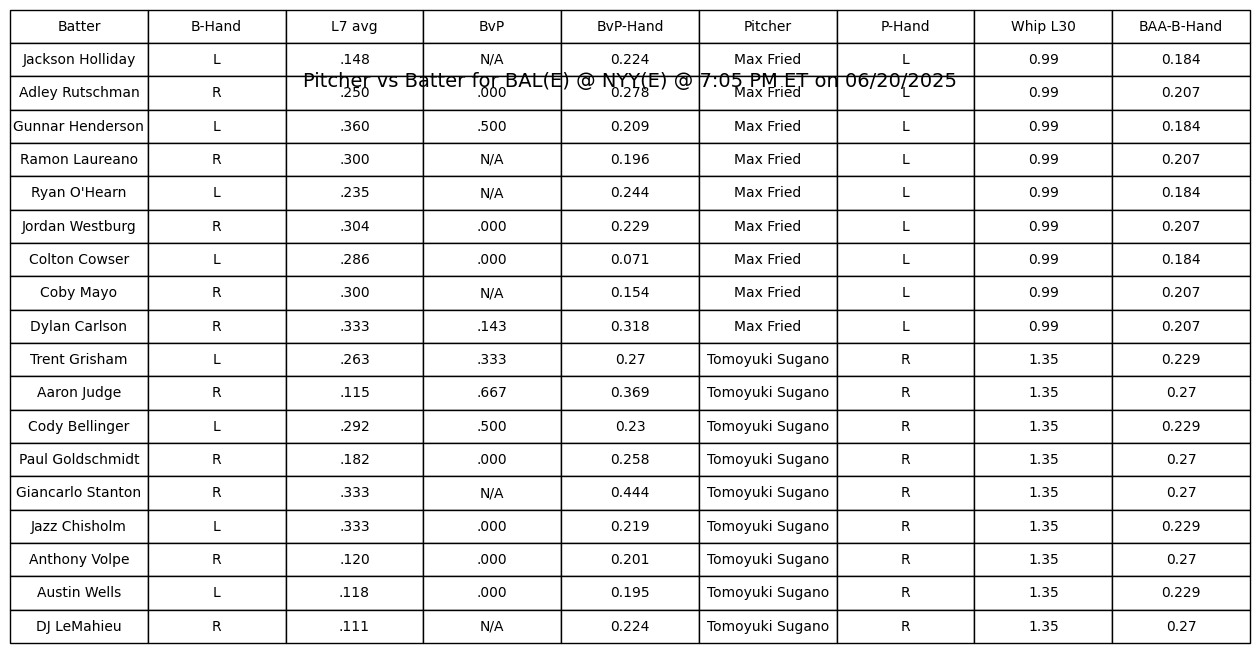 Batter B-Hand L7 avg BvP BvP-Hand Pitcher P-Hand Whip L30 BAA-B-Hand
Jackson Holliday L .148 N/A 0.224 Max Fried L 0.99 0.184
Pitcher vs Batter for BAL(E) @ NYY(E) @ 7:05 PM ET on 06/20/2025
Adley Rutschman R .250 .000 0.278 Max Fried L 0.99 0.207
Gunnar Henderson L .360 .500 0.209 Max Fried L 0.99 0.184
Ramon Laureano R .300 N/A 0.196 Max Fried L 0.99 0.207
Ryan O'Hearn L .235 N/A 0.244 Max Fried L 0.99 0.184
Jordan Westburg R .304 .000 0.229 Max Fried L 0.99 0.207
Colton Cowser L .286 .000 0.071 Max Fried L 0.99 0.184
Coby Mayo R .300 N/A 0.154 Max Fried L 0.99 0.207
Dylan Carlson R .333 .143 0.318 Max Fried L 0.99 0.207
Trent Grisham L .263 .333 0.27 Tomoyuki Sugano R 1.35 0.229
Aaron Judge R .115 .667 0.369 Tomoyuki Sugano R 1.35 0.27
Cody Bellinger L .292 .500 0.23 Tomoyuki Sugano R 1.35 0.229
Paul Goldschmidt R .182 .000 0.258 Tomoyuki Sugano R 1.35 0.27
Giancarlo Stanton R .333 N/A 0.444 Tomoyuki Sugano R 1.35 0.27
Jazz Chisholm L .333 .000 0.219 Tomoyuki Sugano R 1.35 0.229
Anthony Volpe R .120 .000 0.201 Tomoyuki Sugano R 1.35 0.27
Austin Wells L .118 .000 0.195 Tomoyuki Sugano R 1.35 0.229
DJ LeMahieu R .111 N/A 0.224 Tomoyuki Sugano R 1.35 0.27